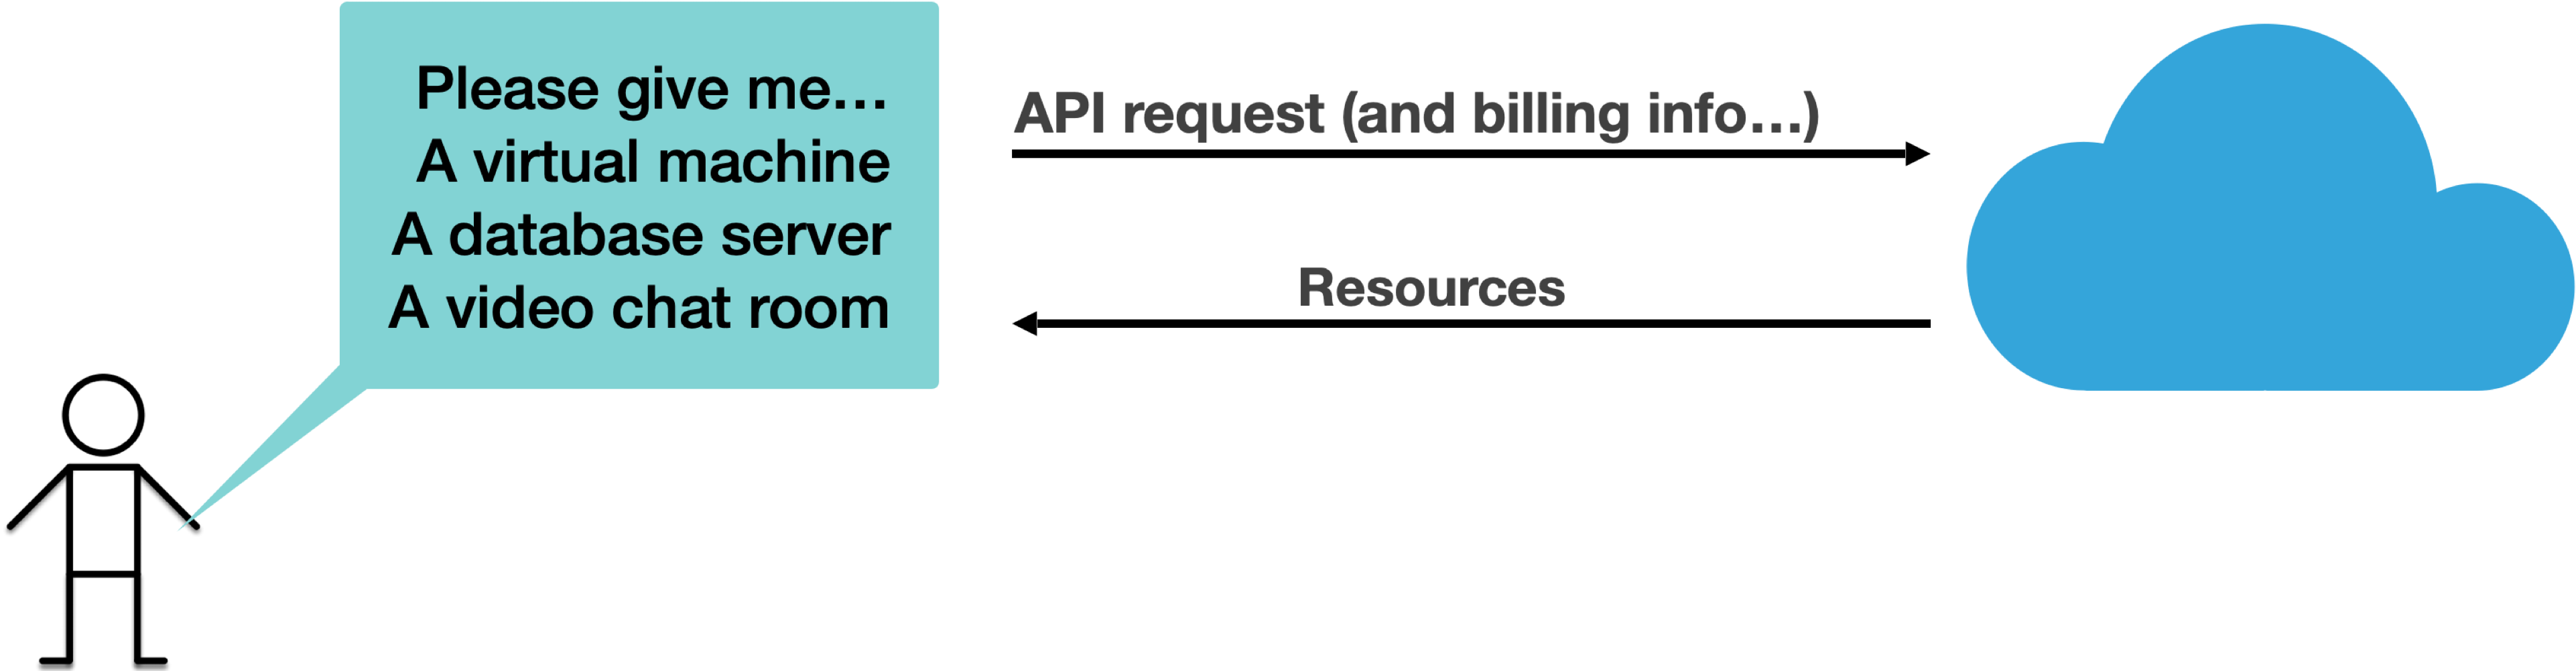 Please give me…
A virtual machine
A database server
A video chat room
API request (and billing info…)
Resources